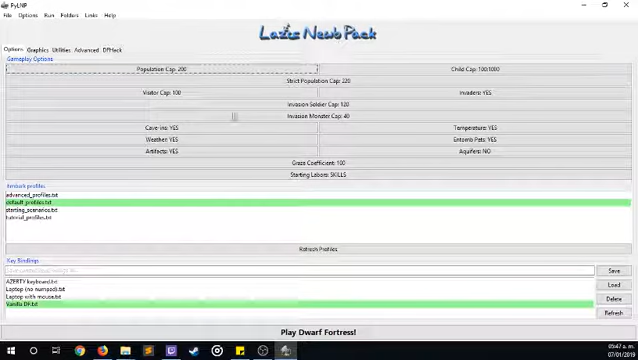 PyLNP
File Options Run Folders Links Help
Lazy Newb Pack
Options Graphics Utilities Advanced DFHack
Gameplay Options
Population Cap: 200 Child Cap: 100/1000
Strict Population Cap: 220
Visitor Cap: 100 Invaders: YES
Invasion Soldier Cap: 120
Invasion Monster Cap: 40
Cave-ins: YES Temperature: YES
Weather: YES Entomb Pets: YES
Artifacts: YES Aquifers: NO
Graze Coefficient: 100
Starting Labors: SKILLS
Embark profiles
advanced_profiles.txt
default_profiles.txt
starting_scenarios.txt
tutorial_profiles.txt
Refresh Profiles
Key Bindings
Save
AZERTY keyboard.txt
Laptop (no numpad).txt
Load
Laptop with mouse.txt
Delete
Vanilla DF.txt
Refresh
Play Dwarf Fortress!
05:47 a. m.
07/01/2019